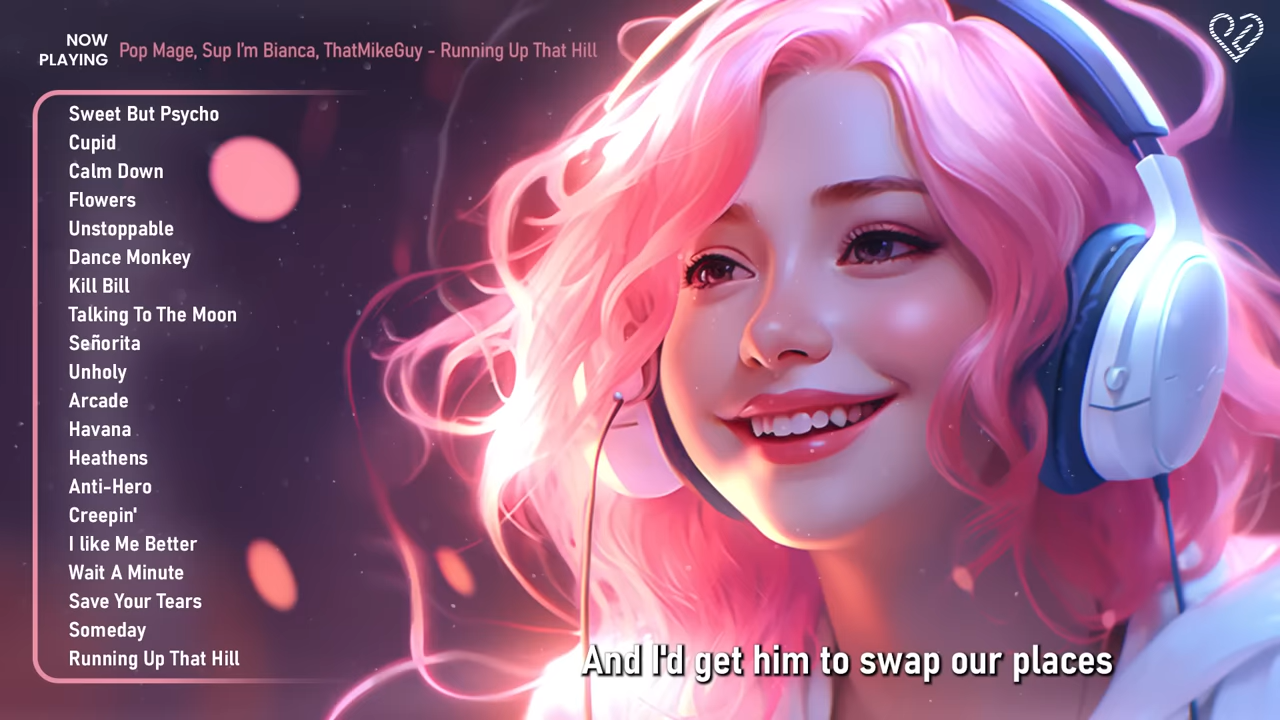 NOW
PLAYING
Pop Mage, Sup I'm Bianca, ThatMikeGuy - Running Up That Hill
Sweet But Psycho
Cupid
Calm Down
Flowers
Unstoppable
Dance Monkey
Kill Bill
Talking To The Moon
Señorita
Unholy
Arcade
Havana
Heathens
Anti-Hero
Creepin'
I like Me Better
Wait A Minute
Save Your Tears
Someday
Running Up That Hill
And I'd get him to swap our places